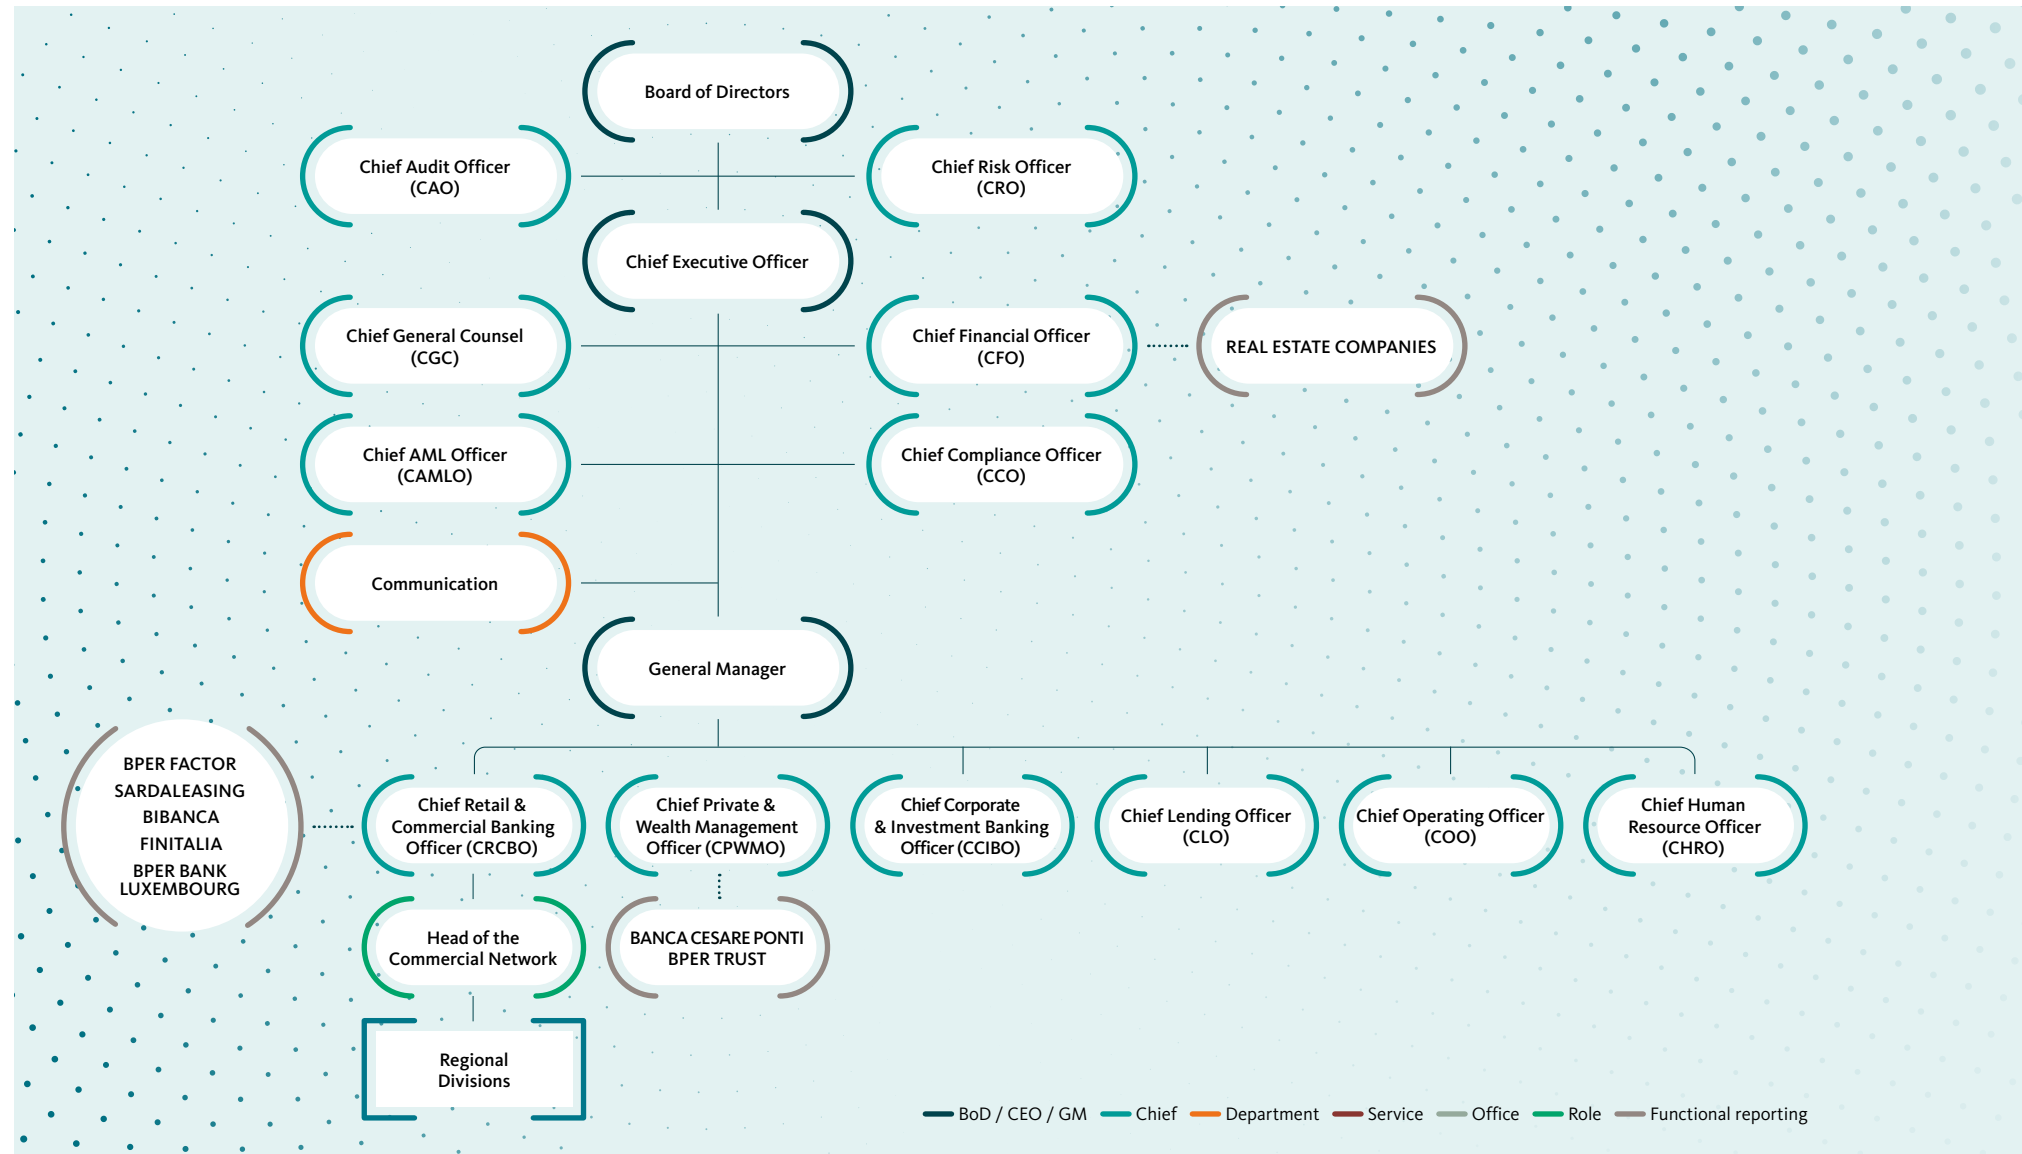 Board of Directors
Chief Audit Officer
(CAO)
Chief Risk Officer
(CRO)
Chief Executive Officer
Chief General Counsel
(CGC)
Chief Financial Officer
(CFO)
REAL ESTATE COMPANIES
Chief AML Officer
(CAMLO)
Chief Compliance Officer
(CCO)
Communication
General Manager
BPER FACTOR
SARDALEASING
BIBANCA
FINITALIA
BPER BANK
LUXEMBOURG
Chief Retail &
Commercial Banking
Officer (CRCBO)
Chief Private &
Wealth Management
Officer (CPWMO)
Chief Corporate
& Investment Banking
Officer (CCIBO)
Chief Lending Officer
(CLO)
Chief Operating Officer
(COO)
Chief Human
Resource Officer
(CHRO)
Head of the
Commercial Network
BANCA CESARE PONTI
BPER TRUST
Regional
Divisions
BoD / CEO / GM
Chief
Department
Service
Office
Role
Functional reporting